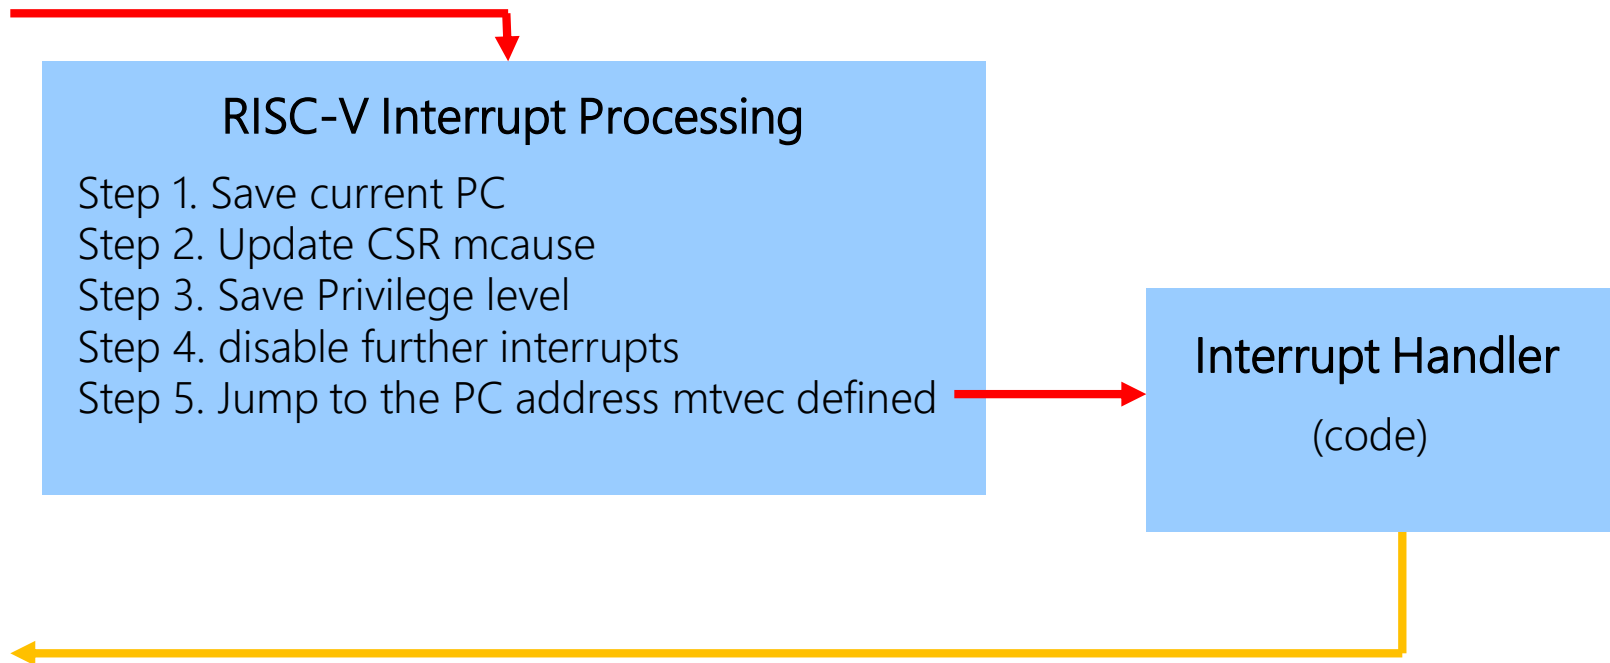 RISC-V Interrupt Processing
Step 1. Save current PC
Step 2. Update CSR mcause
Step 3. Save Privilege level
Step 4. disable further interrupts
Step 5. Jump to the PC address mtvec defined
Interrupt Handler
(code)